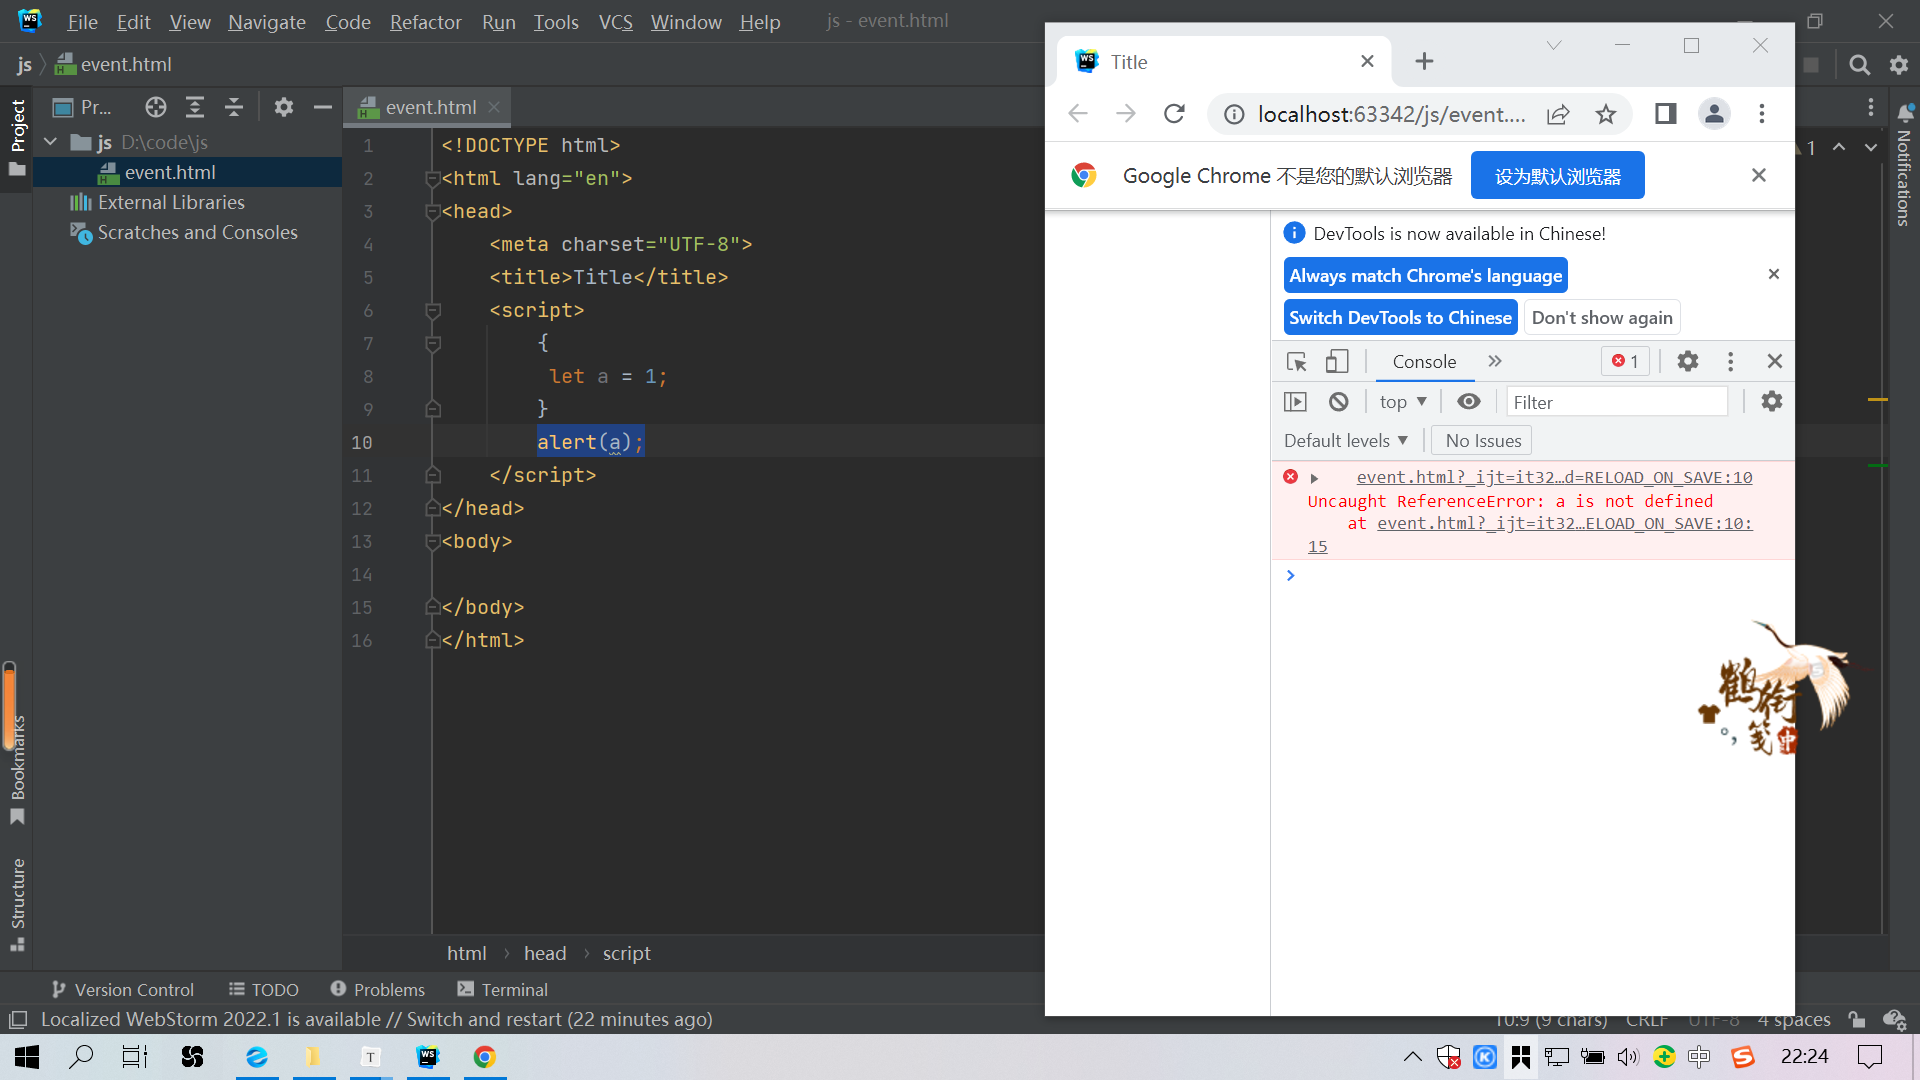 File Edit View Navigate Code Refactor Run Tools VCS Window Help js - event.html
js event.html
Project
Pr...
js D:\code\js
event.html
External Libraries
Scratches and Consoles
Bookmarks
Structure
event.html
1 <!DOCTYPE html>
2 <html lang="en">
3 <head>
4 <meta charset="UTF-8">
5 <title>Title</title>
6 <script>
7 {
8 let a = 1;
9 }
10 alert(a);
11 </script>
12 </head>
13 <body>
14
15 </body>
16 </html>
html head script
Title
localhost:63342/js/event....
Google Chrome 不是您的默认浏览器 设为默认浏览器
DevTools is now available in Chinese!
Always match Chrome's language
Switch DevTools to Chinese Don't show again
Console » 1
top Filter
Default levels No Issues
event.html?_ijt=it32…d=RELOAD_ON_SAVE:10
Uncaught ReferenceError: a is not defined
at event.html?_ijt=it32…ELOAD_ON_SAVE:10:
15
1
Notifications
鹤衔笺
中
Version Control TODO Problems Terminal
Localized WebStorm 2022.1 is available // Switch and restart (22 minutes ago)
10:9 (9 chars) CRLF UTF-8 4 spaces
中 22:24